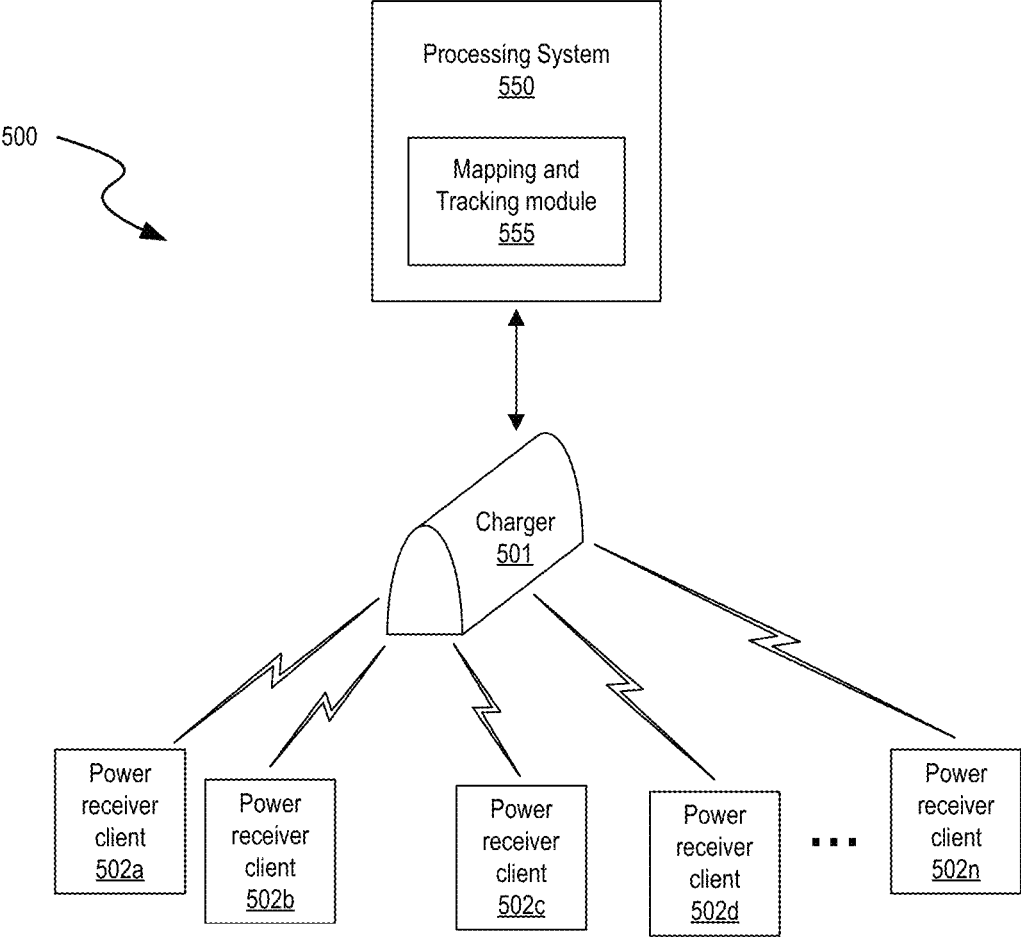 Processing System
550
500
Mapping and
Tracking module
555
Charger
501
Power
receiver
client
502a
Power
receiver
client
502b
Power
receiver
client
502c
Power
receiver
client
502d
Power
receiver
client
502n